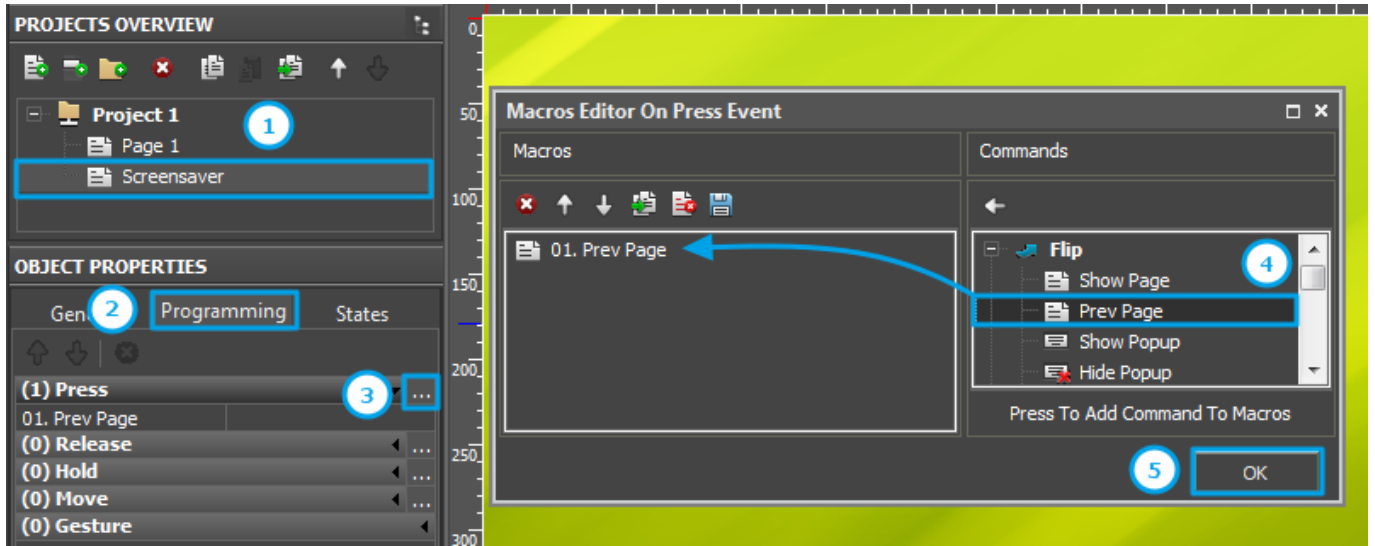 PROJECTS OVERVIEW
Project 1
1
Page 1
Screensaver
OBJECT PROPERTIES
Gen
2
Programming
States
(1) Press
3
...
01. Prev Page
(0) Release
...
(0) Hold
...
(0) Move
...
(0) Gesture
0
50
100
150
200
250
300
Macros Editor On Press Event
Macros
Commands
01. Prev Page
Flip
4
Show Page
Prev Page
Show Popup
Hide Popup
Press To Add Command To Macros
5
OK